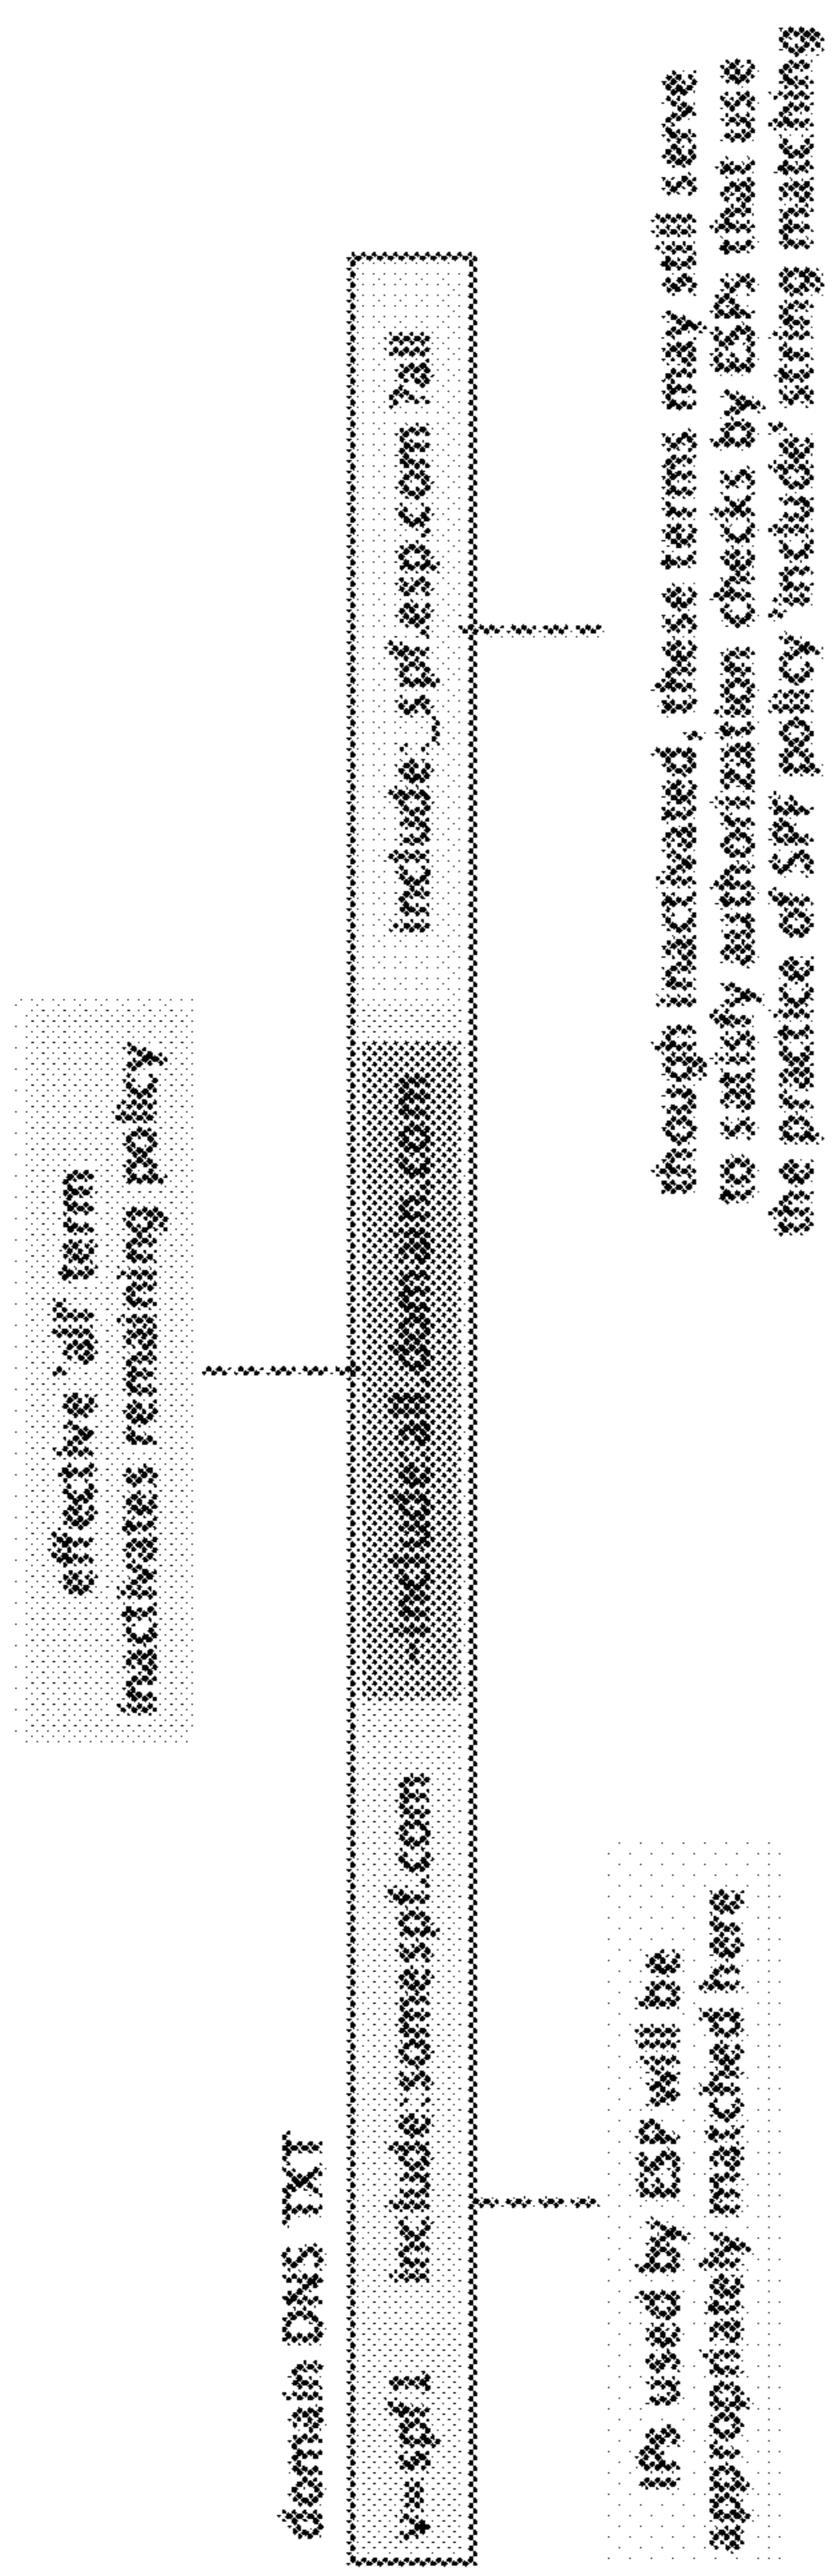 effective 'all' term
inactivates remaining policy
domain DNS TXT
v= spf 1 include:somespf.com ~include:all.domain.com include:_spf.esp.com ?all
IPs used by ESP will be
appropriately matched here
though inactivated, these terms may still serve
to satisfy authorization checks by ESPs that use
the practice of SPF policy 'include' string matching